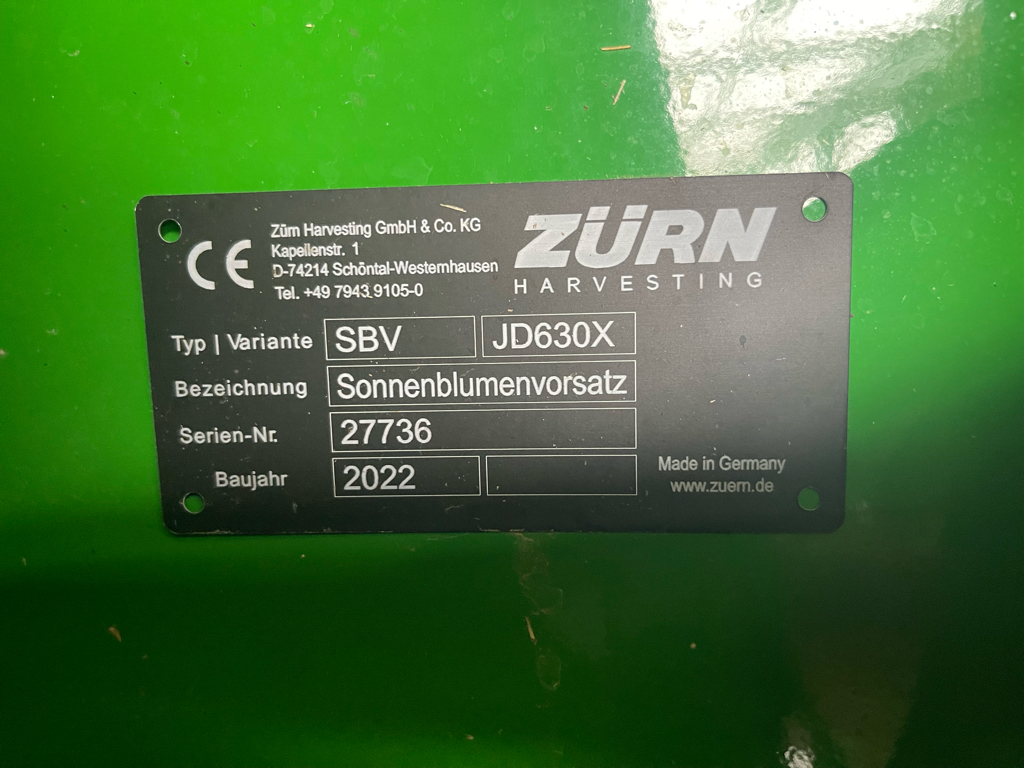 CE
Zürn Harvesting GmbH & Co. KG
Kapellenstr. 1
D-74214 Schöntal-Westernhausen
Tel. +49 7943 9105-0
ZÜRN
HARVESTING
Typ | Variante SBV JD630X
Bezeichnung Sonnenblumenvorsatz
Serien-Nr. 27736
Baujahr 2022
Made in Germany
www.zuern.de